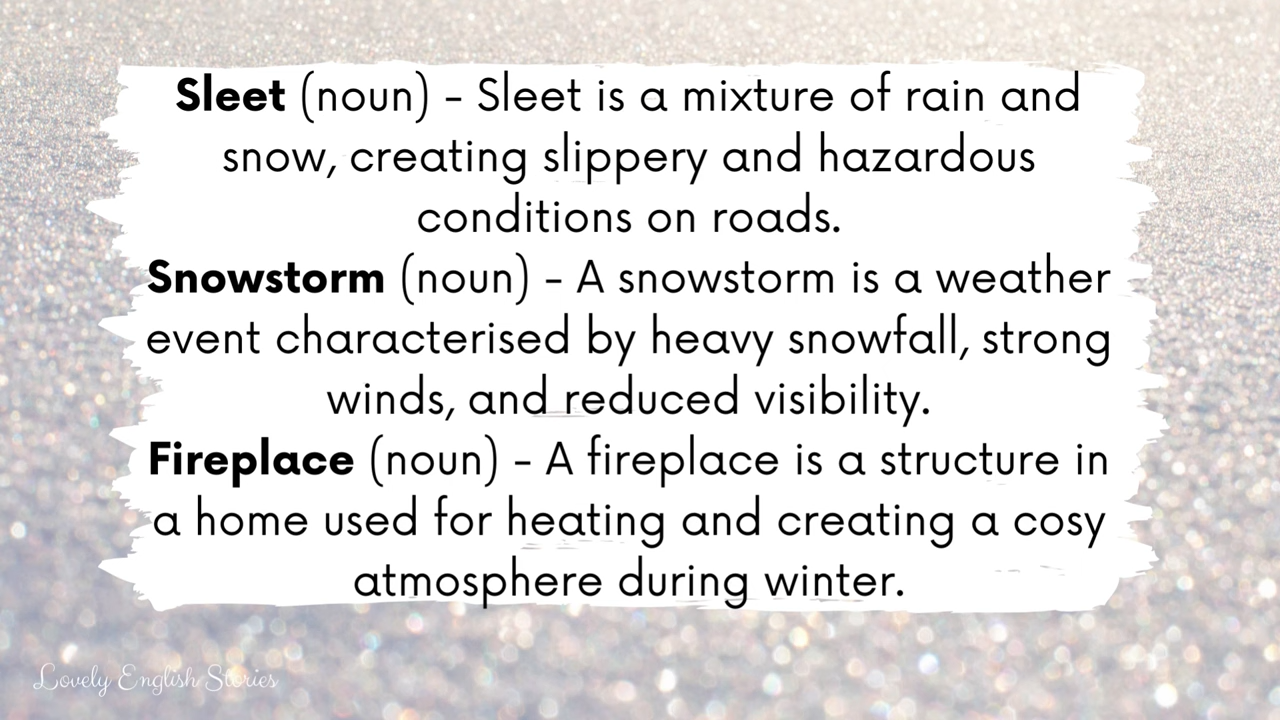 Sleet (noun) – Sleet is a mixture of rain and
snow, creating slippery and hazardous
conditions on roads.
Snowstorm (noun) – A snowstorm is a weather
event characterised by heavy snowfall, strong
winds, and reduced visibility.
Fireplace (noun) – A fireplace is a structure in
a home used for heating and creating a cosy
atmosphere during winter.
Lovely English Stories